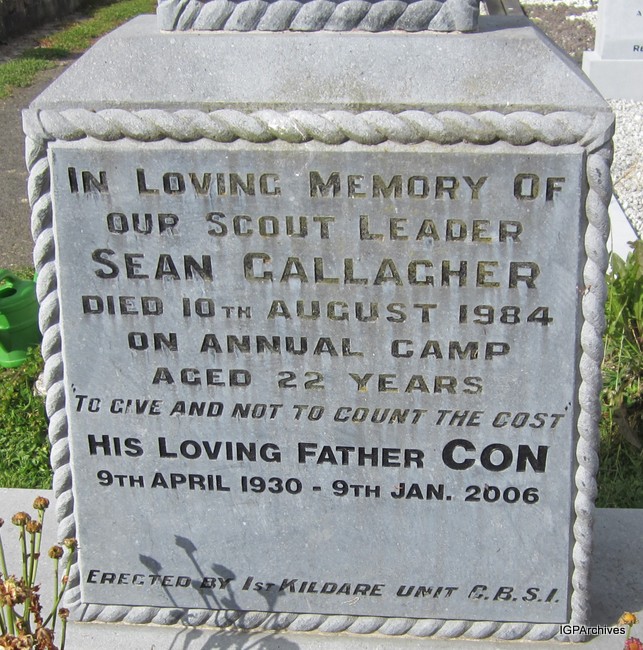 IN LOVING MEMORY OF
OUR SCOUT LEADER
SEAN GALLAGHER
DIED 10TH AUGUST 1984
ON ANNUAL CAMP
AGED 22 YEARS
"TO GIVE AND NOT TO COUNT THE COST"
HIS LOVING FATHER CON
9TH APRIL 1930 - 9TH JAN. 2006
ERECTED BY 1ST KILDARE UNIT C.B.S.I.
IGPArchives